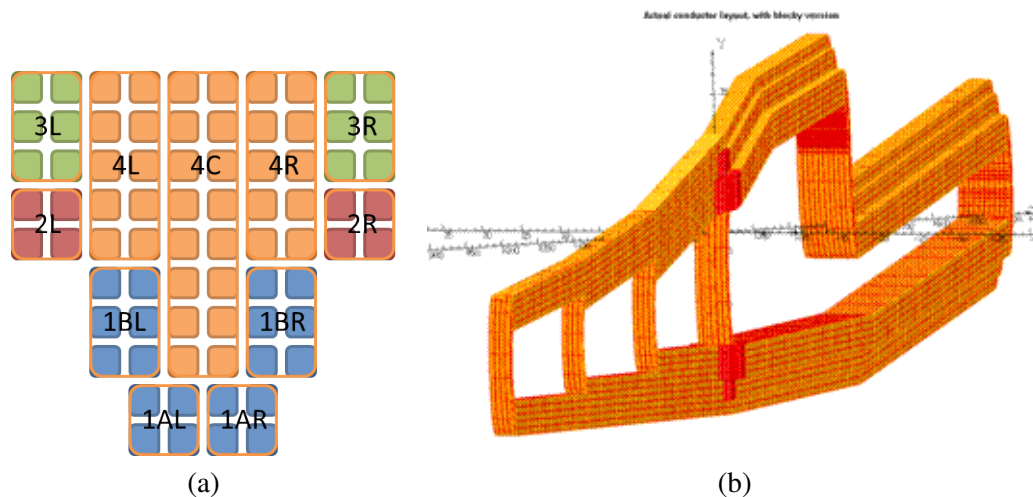 Actual conductor layout, with blocky version
Y
3L 4L 4C 4R 3R
2L 2R
1BL 1BR
1AL 1AR
(a) (b)